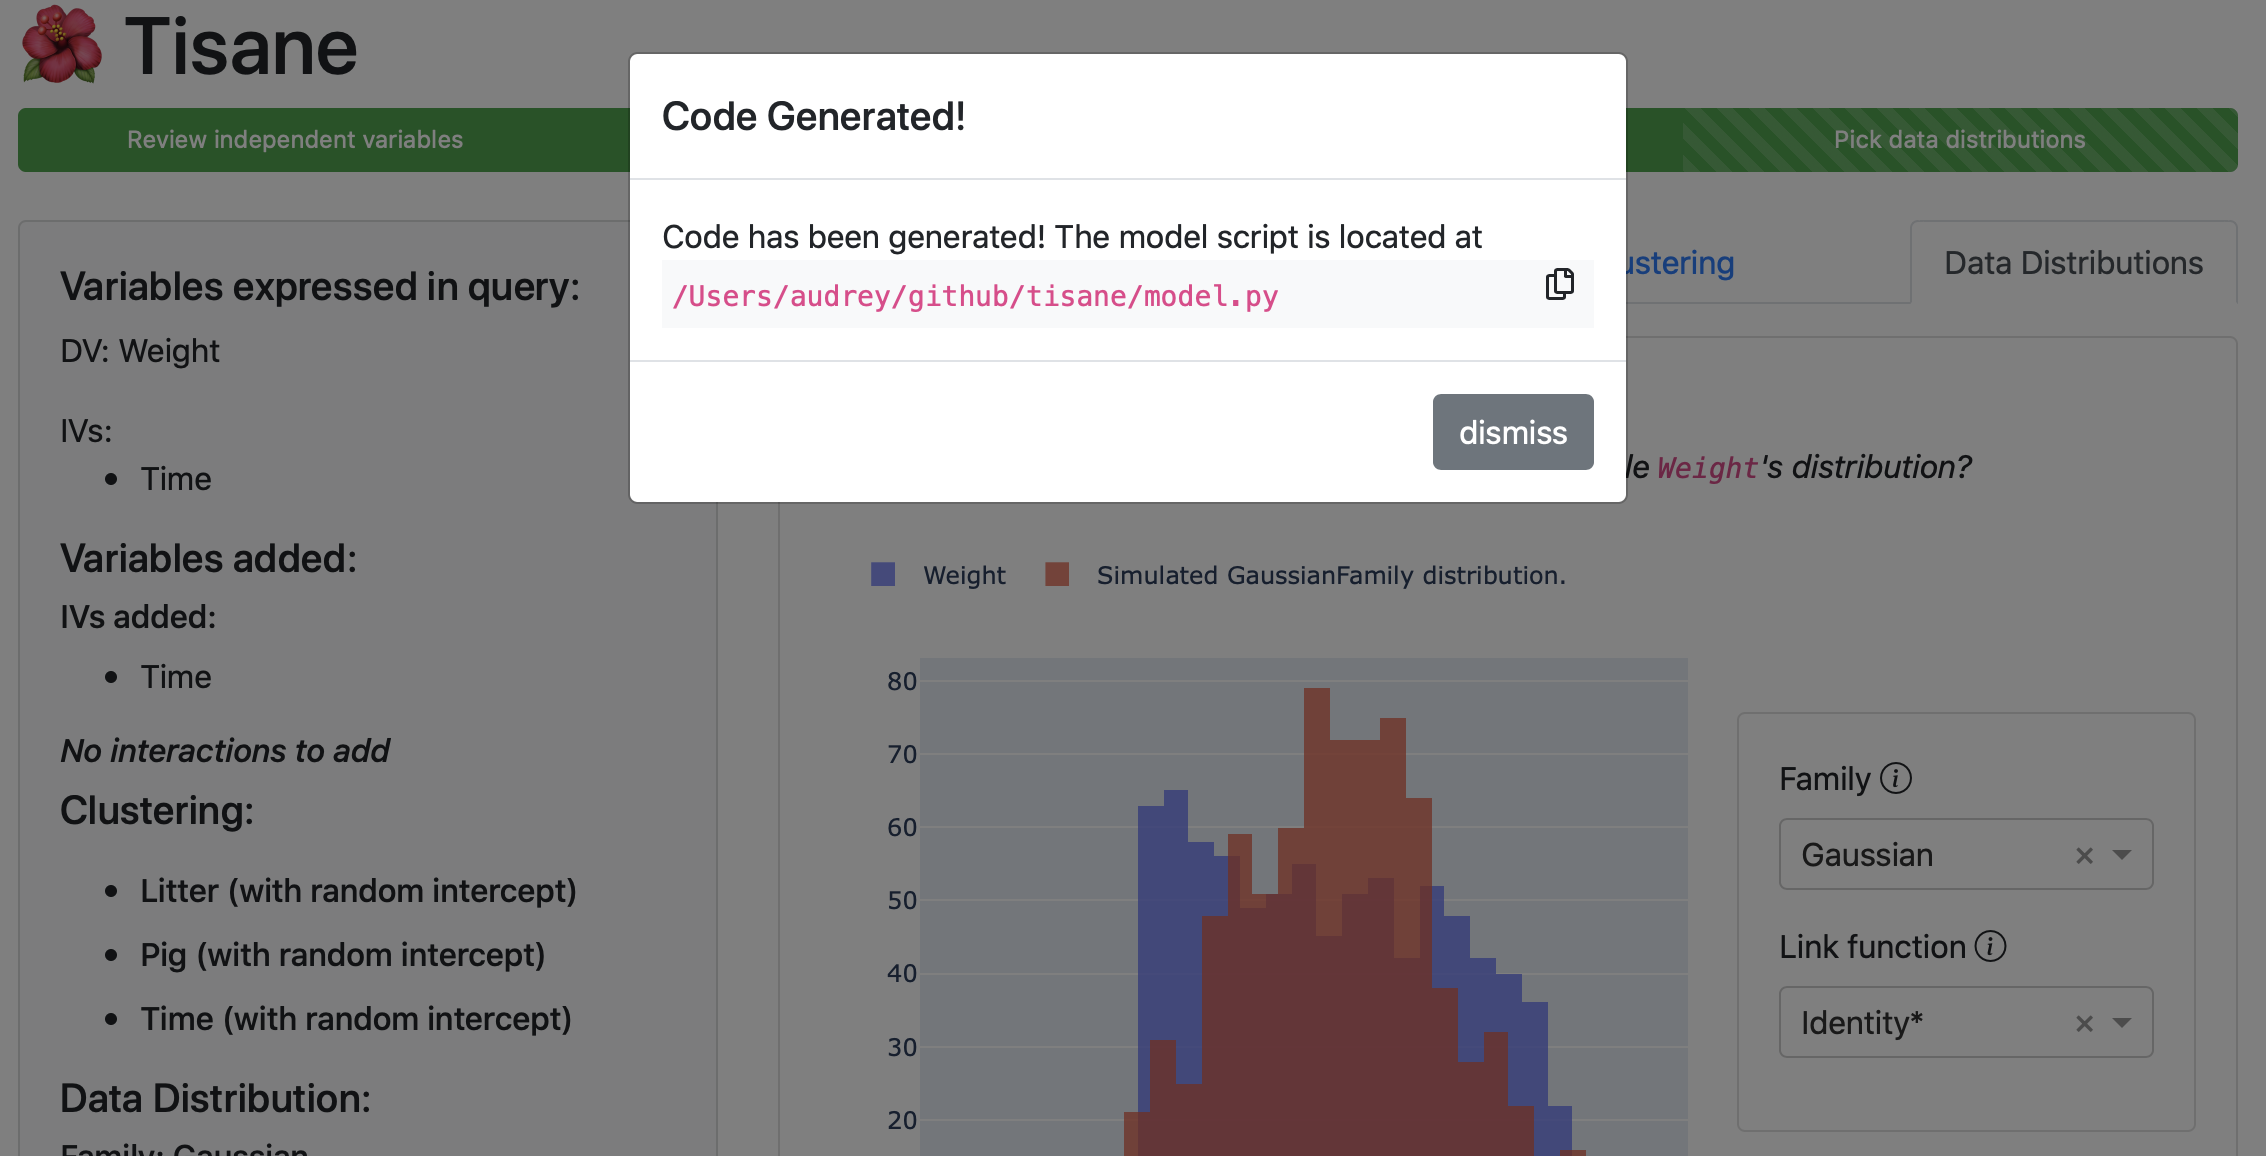 Tisane
Review independent variables
Pick data distributions
Code Generated!
Code has been generated! The model script is located at
/Users/audrey/github/tisane/model.py
dismiss
Variables expressed in query:
DV: Weight
IVs:
• Time
Variables added:
IVs added:
• Time
No interactions to add
Clustering:
• Litter (with random intercept)
• Pig (with random intercept)
• Time (with random intercept)
Data Distribution:
Family: Gaussian
ustering
Data Distributions
le Weight's distribution?
Weight
Simulated GaussianFamily distribution.
80
70
60
50
40
30
20
Family
Gaussian
Link function
Identity*